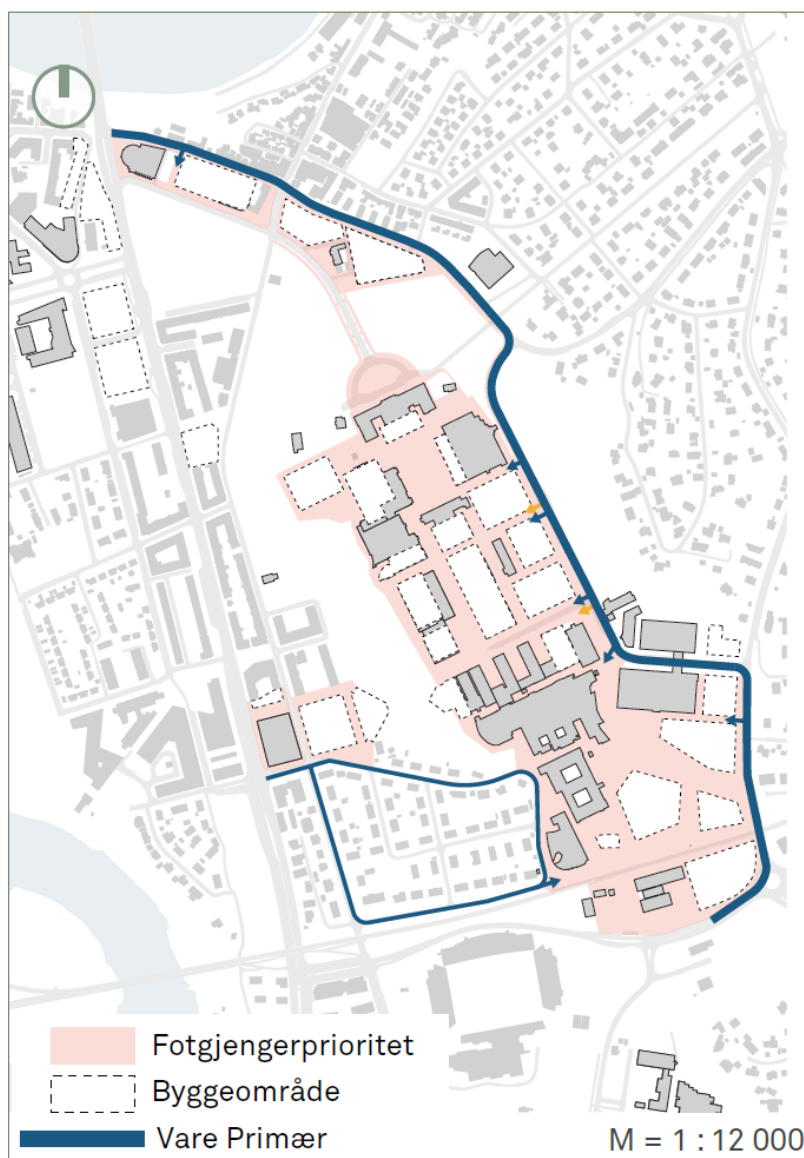 Fotgjengerprioritet
Byggeområde
Vare Primær
M = 1 : 12 000